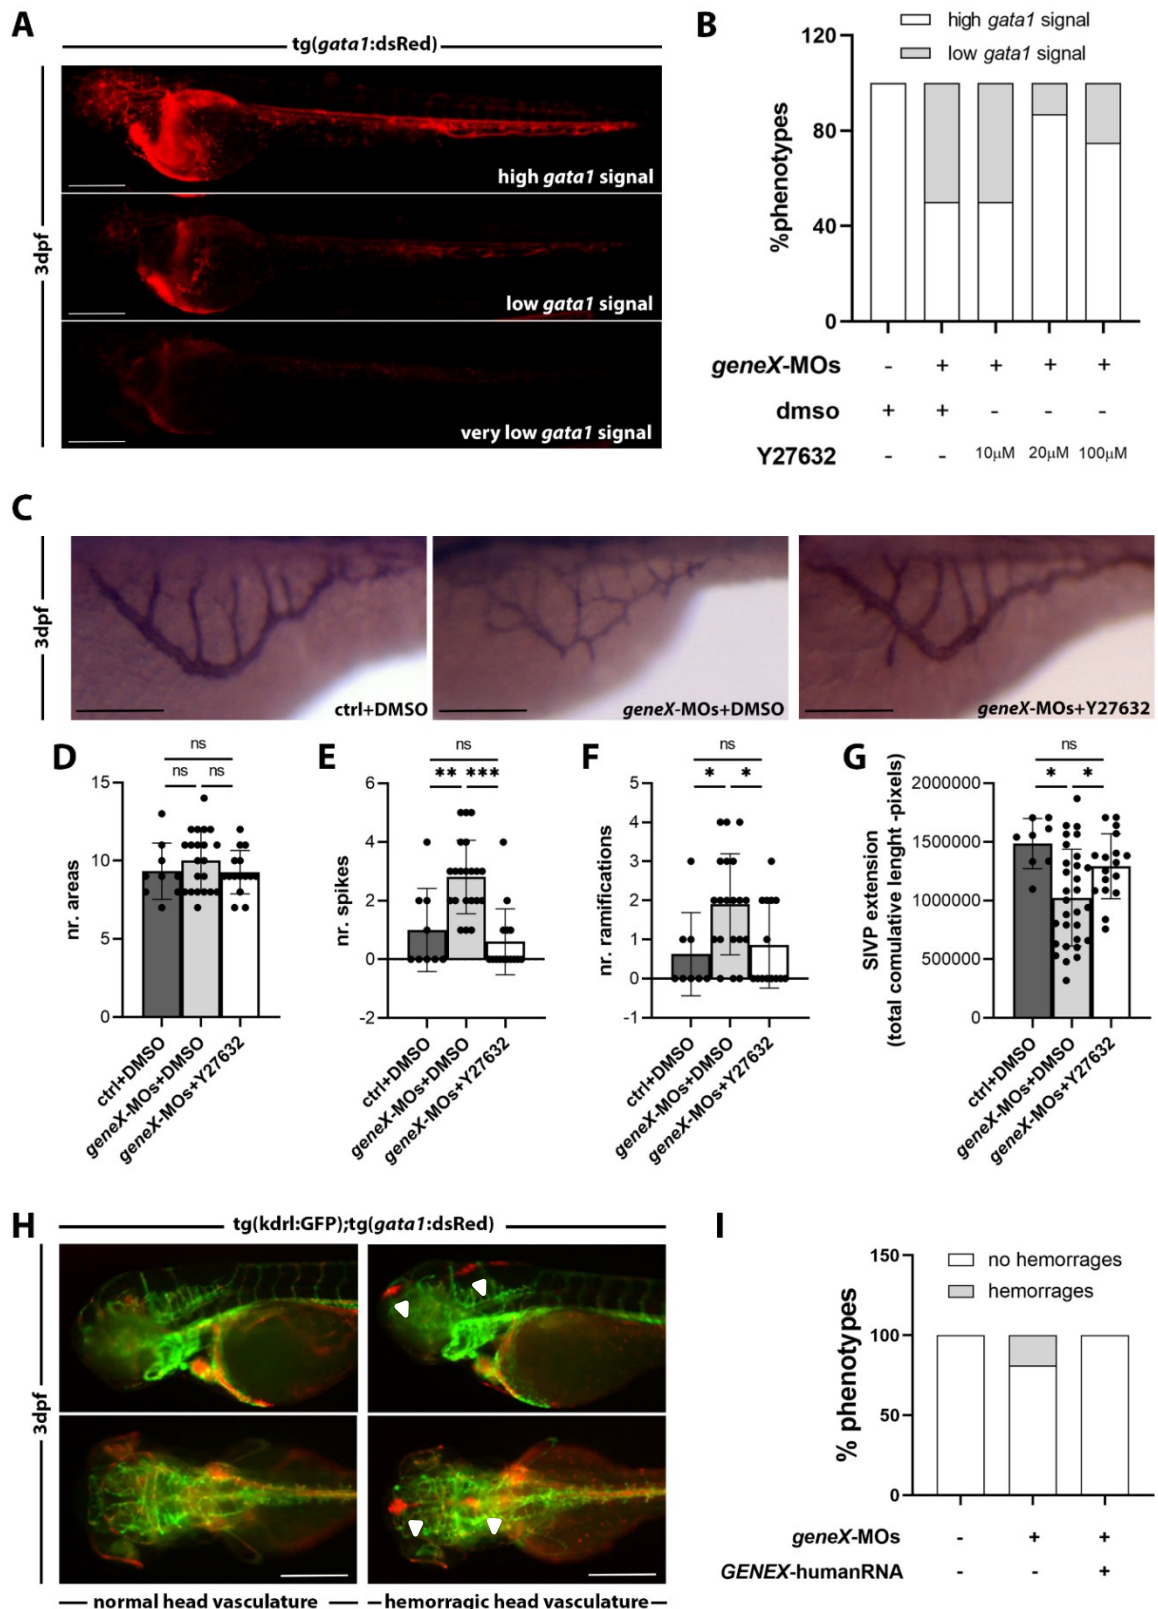 A
tg(gata1:dsRed)
3dpf
high gata1 signal
low gata1 signal
very low gata1 signal
B
high gata1 signal
low gata1 signal
%phenotypes
120
80
40
0
geneX-MOs - + + + +
dmso + + - - -
Y27632 - - 10μM 20μM 100μM
C
3dpf
ctrl+DMSO
geneX-MOs+DMSO
geneX-MOs+Y27632
D
ns
ns ns
nr. areas
15
10
5
0
ctrl+DMSO
geneX-MOs+DMSO
geneX-MOs+Y27632
E
ns
** ***
nr. spikes
6
4
2
0
-2
ctrl+DMSO
geneX-MOs+DMSO
geneX-MOs+Y27632
F
ns
* *
nr. ramifications
5
4
3
2
1
0
-1
ctrl+DMSO
geneX-MOs+DMSO
geneX-MOs+Y27632
G
ns
* *
SIVP extension
(total comulative lenght -pixels)
2000000
1500000
1000000
500000
0
ctrl+DMSO
geneX-MOs+DMSO
geneX-MOs+Y27632
H
tg(kdrl:GFP);tg(gata1:dsRed)
3dpf
normal head vasculature
hemorragic head vasculature
I
no hemorrages
hemorrages
% phenotypes
150
100
50
0
geneX-MOs - + +
GENEX-humanRNA - - +